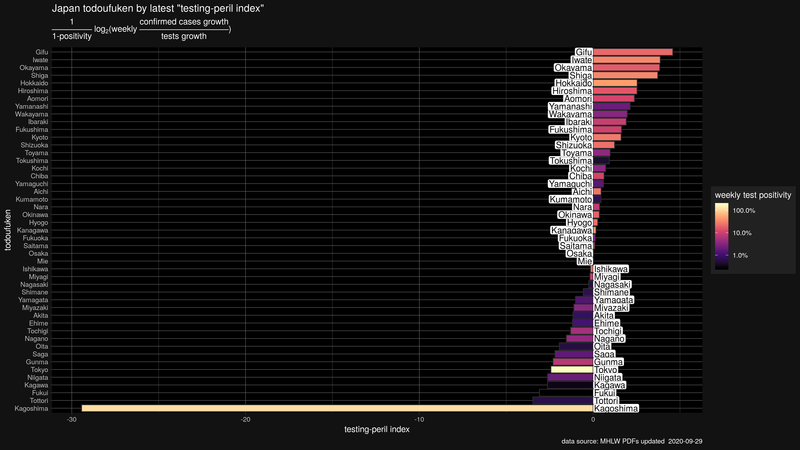 Japan todoufuken by latest "testing-peril index"
1
1-positivity
log2(weekly confirmed cases growth
tests growth
)
Gifu Gifu
Iwate Iwate
Okayama Okayama
Shiga Shiga
Hokkaido Hokkaido
Hiroshima Hiroshima
Aomori Aomori
Yamanashi Yamanashi
Wakayama Wakayama
Ibaraki Ibaraki
Fukushima Fukushima
Kyoto Kyoto
Shizuoka Shizuoka
Toyama Toyama
Tokushima Tokushima
Kochi Kochi
Chiba Chiba
Yamaguchi Yamaguchi
Aichi Aichi
Kumamoto Kumamoto
Nara Nara
Okinawa Okinawa
Hyogo Hyogo
Kanagawa Kanagawa
Fukuoka Fukuoka
Saitama Saitama
Osaka Osaka
Mie Mie
Ishikawa Ishikawa
Miyagi Miyagi
Nagasaki Nagasaki
Shimane Shimane
Yamagata Yamagata
Miyazaki Miyazaki
Akita Akita
Ehime Ehime
Tochigi Tochigi
Nagano Nagano
Oita Oita
Saga Saga
Gunma Gunma
Tokyo Tokyo
Niigata Niigata
Kagawa Kagawa
Fukui Fukui
Tottori Tottori
Kagoshima Kagoshima
todoufuken
-30 -20 -10 0
testing-peril index
weekly test positivity
100.0%
10.0%
1.0%
data source: MHLW PDFs updated 2020-09-29